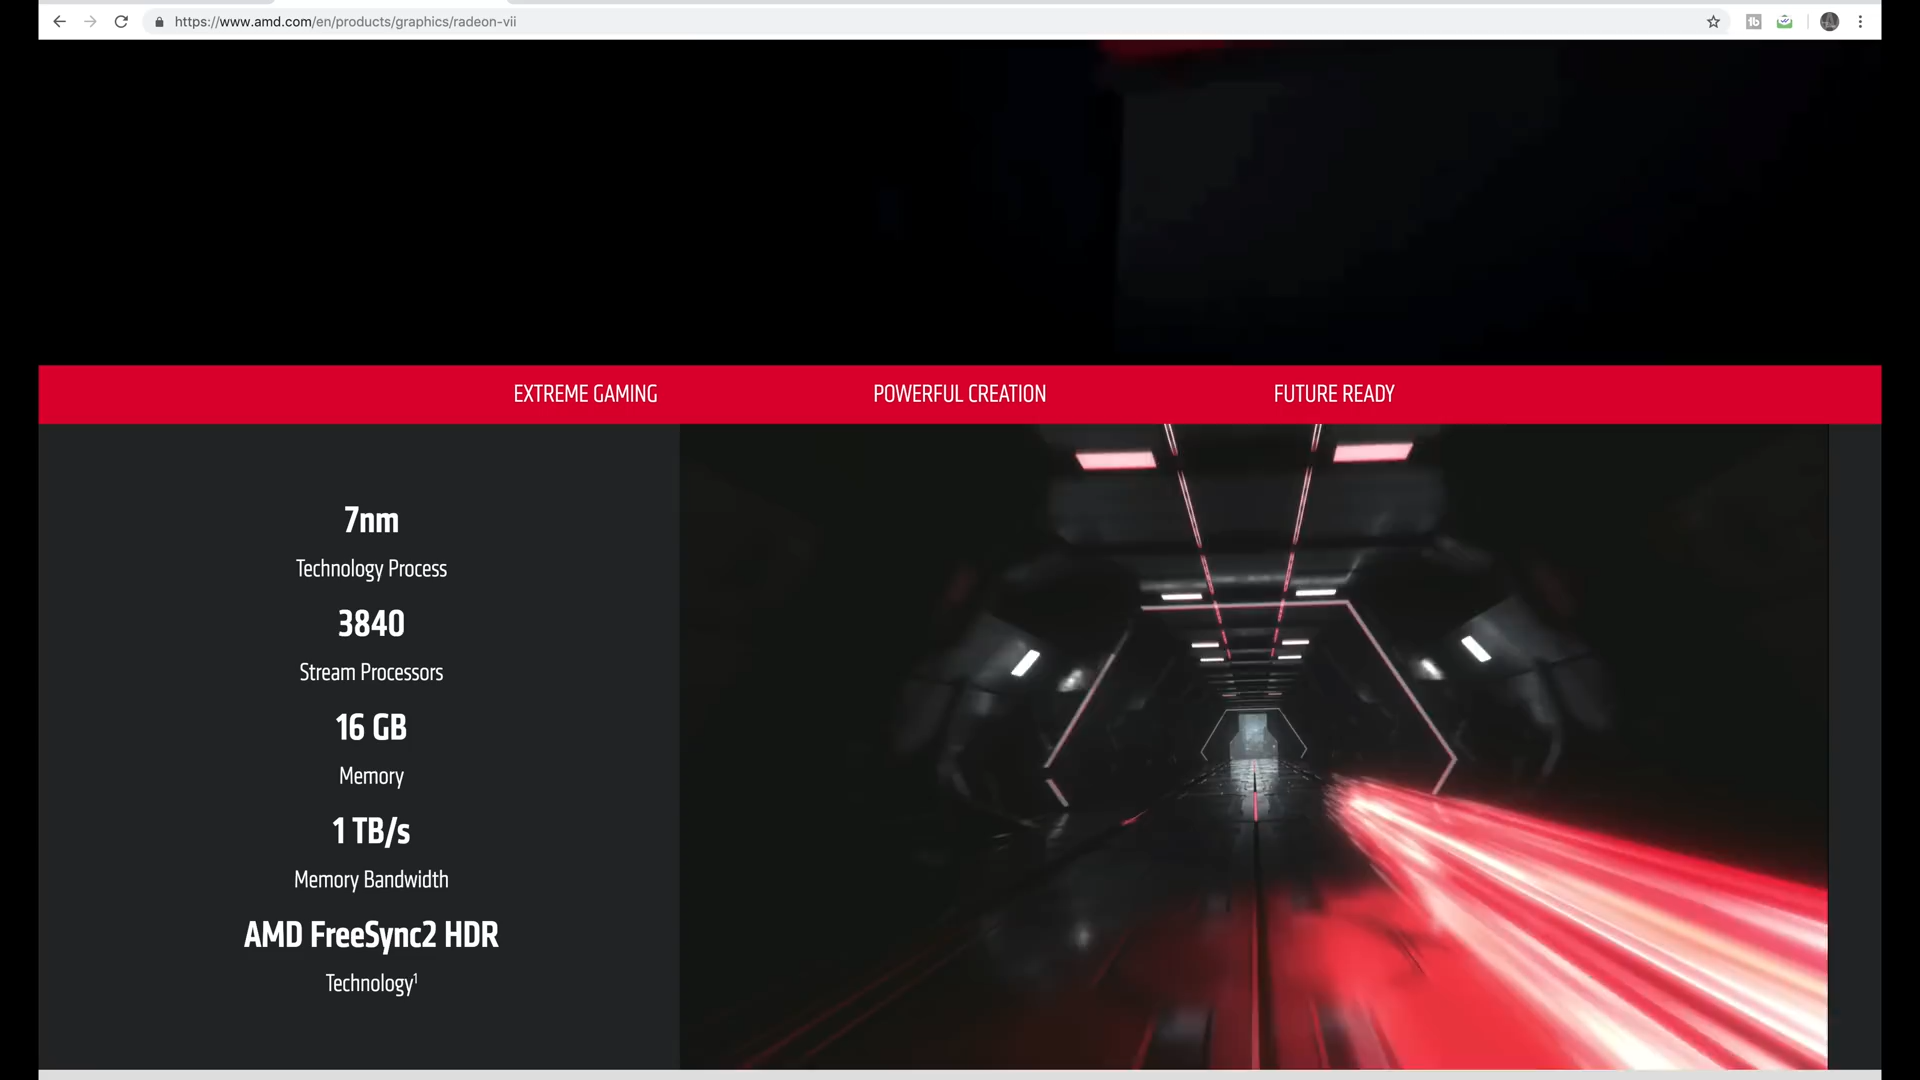 https://www.amd.com/en/products/graphics/radeon-vii
EXTREME GAMING
POWERFUL CREATION
FUTURE READY
7nm
Technology Process
3840
Stream Processors
16 GB
Memory
1 TB/s
Memory Bandwidth
AMD FreeSync2 HDR
Technology¹